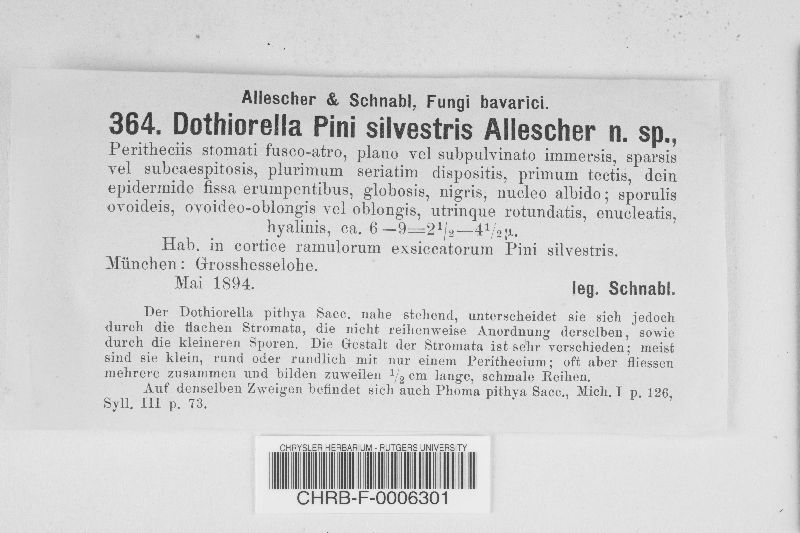 Allescher & Schnabl, Fungi bavarici.
364. Dothiorella Pini silvestris Allescher n. sp.,
Peritheciis stomati fusco-atro, plano vel subpulvinato immersis, sparsis
vel subcaespitosis, plurimum seriatim dispositis, primum tectis, dein
epidermide fissa erumpentibus, globosis, nigris, nucleo albido; sporulis
ovoideis, ovoideo-oblongis vel oblongis, utrinque rotundatis, enucleatis,
hyalinis, ca. 6—9=2 1/2—4 1/2 μ.
Hab. in cortice ramulorum exsiccatorum Pini silvestris.
München: Grosshesselohe.
Mai 1894.
leg. Schnabl.
Der Dothiorella pithya Sacc. nahe stehend, unterscheidet sie sich jedoch
durch die flachen Stromata, die nicht reihenweise Anordnung derselben, sowie
durch die kleineren Sporen. Die Gestalt der Stromata ist sehr verschieden; meist
sind sie klein, rund oder rundlich mit nur einem Perithecium; oft aber fliessen
mehrere zusammen und bilden zuweilen 1/2 cm lange, schmale Reihen.
Auf denselben Zweigen befindet sich auch Phoma pithya Sacc., Mich. I p. 126,
Syll. III p. 73.
CHRYSLER HERBARIUM - RUTGERS UNIVERSITY
CHRB-F-0006301